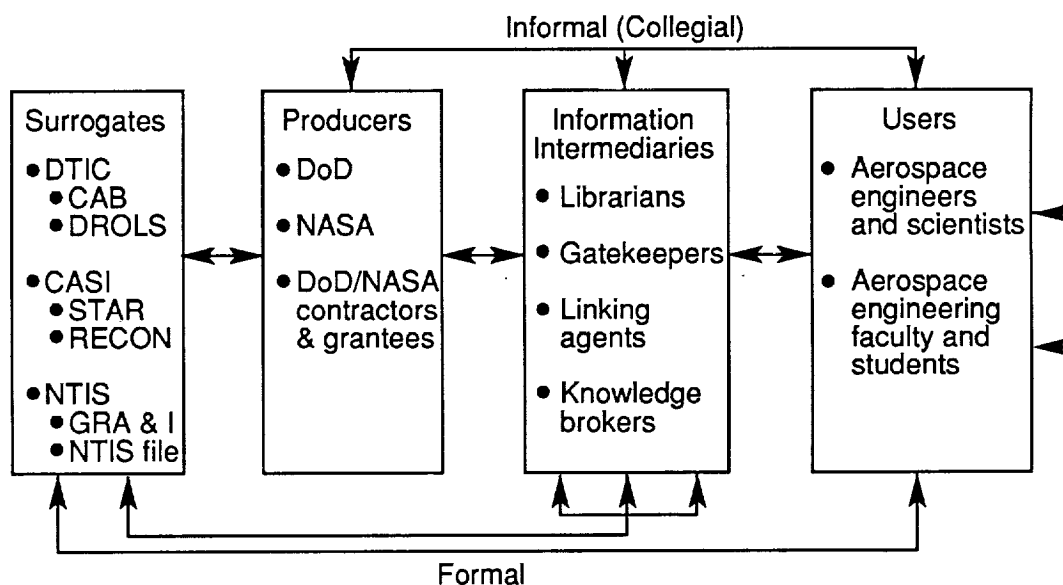 Informal (Collegial)
Surrogates
● DTIC
● CAB
● DROLS
● CASI
● STAR
● RECON
● NTIS
● GRA & I
● NTIS file
Producers
● DoD
● NASA
● DoD/NASA
contractors
& grantees
Information
Intermediaries
● Librarians
● Gatekeepers
● Linking
agents
● Knowledge
brokers
Users
● Aerospace
engineers
and scientists
● Aerospace
engineering
faculty and
students
Formal